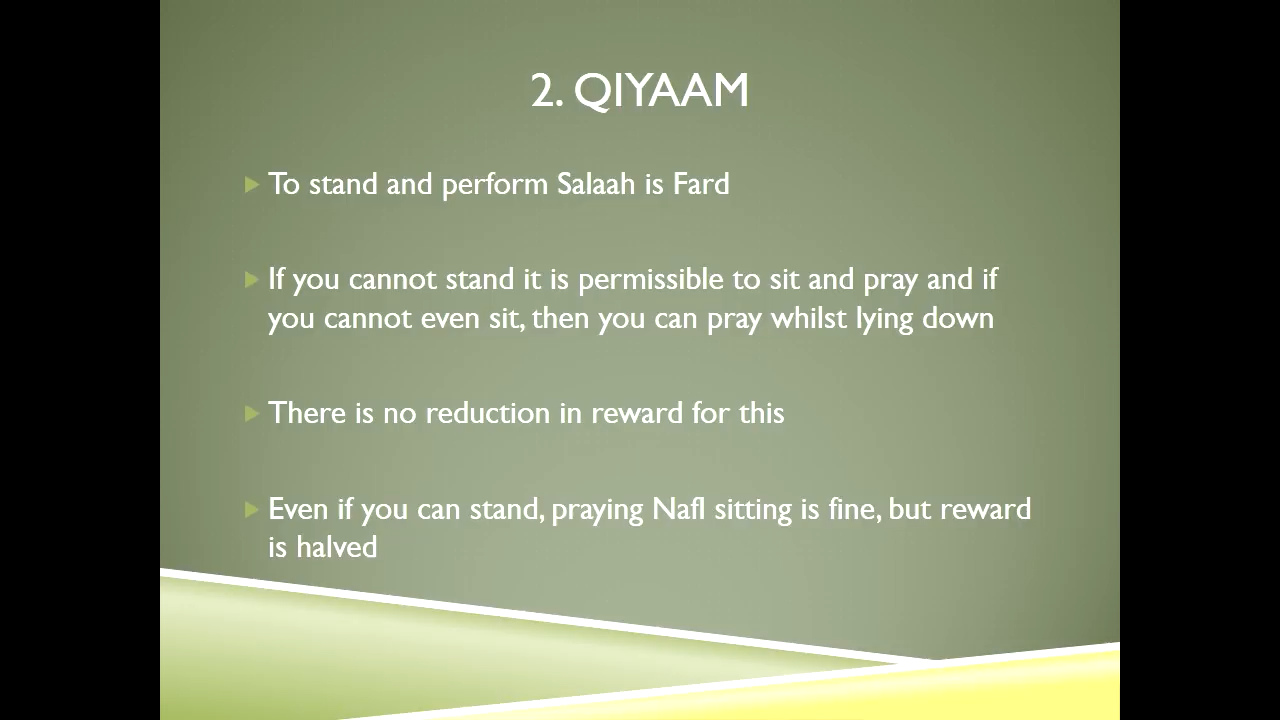 2. QIYAAM
To stand and perform Salaah is Fard
If you cannot stand it is permissible to sit and pray and if
you cannot even sit, then you can pray whilst lying down
There is no reduction in reward for this
Even if you can stand, praying Nafl sitting is fine, but reward
is halved